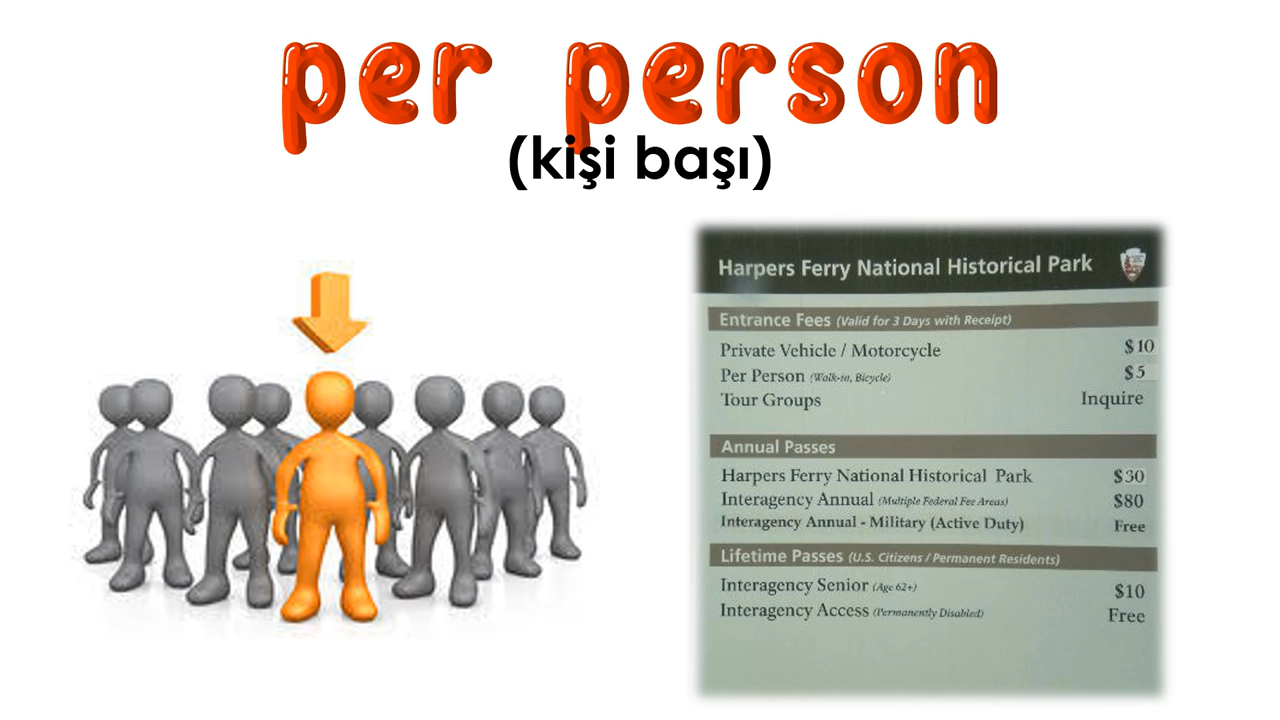 per person
(kişi başı)
Harpers Ferry National Historical Park
Entrance Fees (Valid for 3 Days with Receipt)
Private Vehicle / Motorcycle $10
Per Person (Walk-in, Bicycle) $5
Tour Groups Inquire
Annual Passes
Harpers Ferry National Historical Park $30
Interagency Annual (Multiple Federal Fee Areas) $80
Interagency Annual - Military (Active Duty) Free
Lifetime Passes (U.S. Citizens / Permanent Residents)
Interagency Senior (Age 62+) $10
Interagency Access (Permanently Disabled) Free